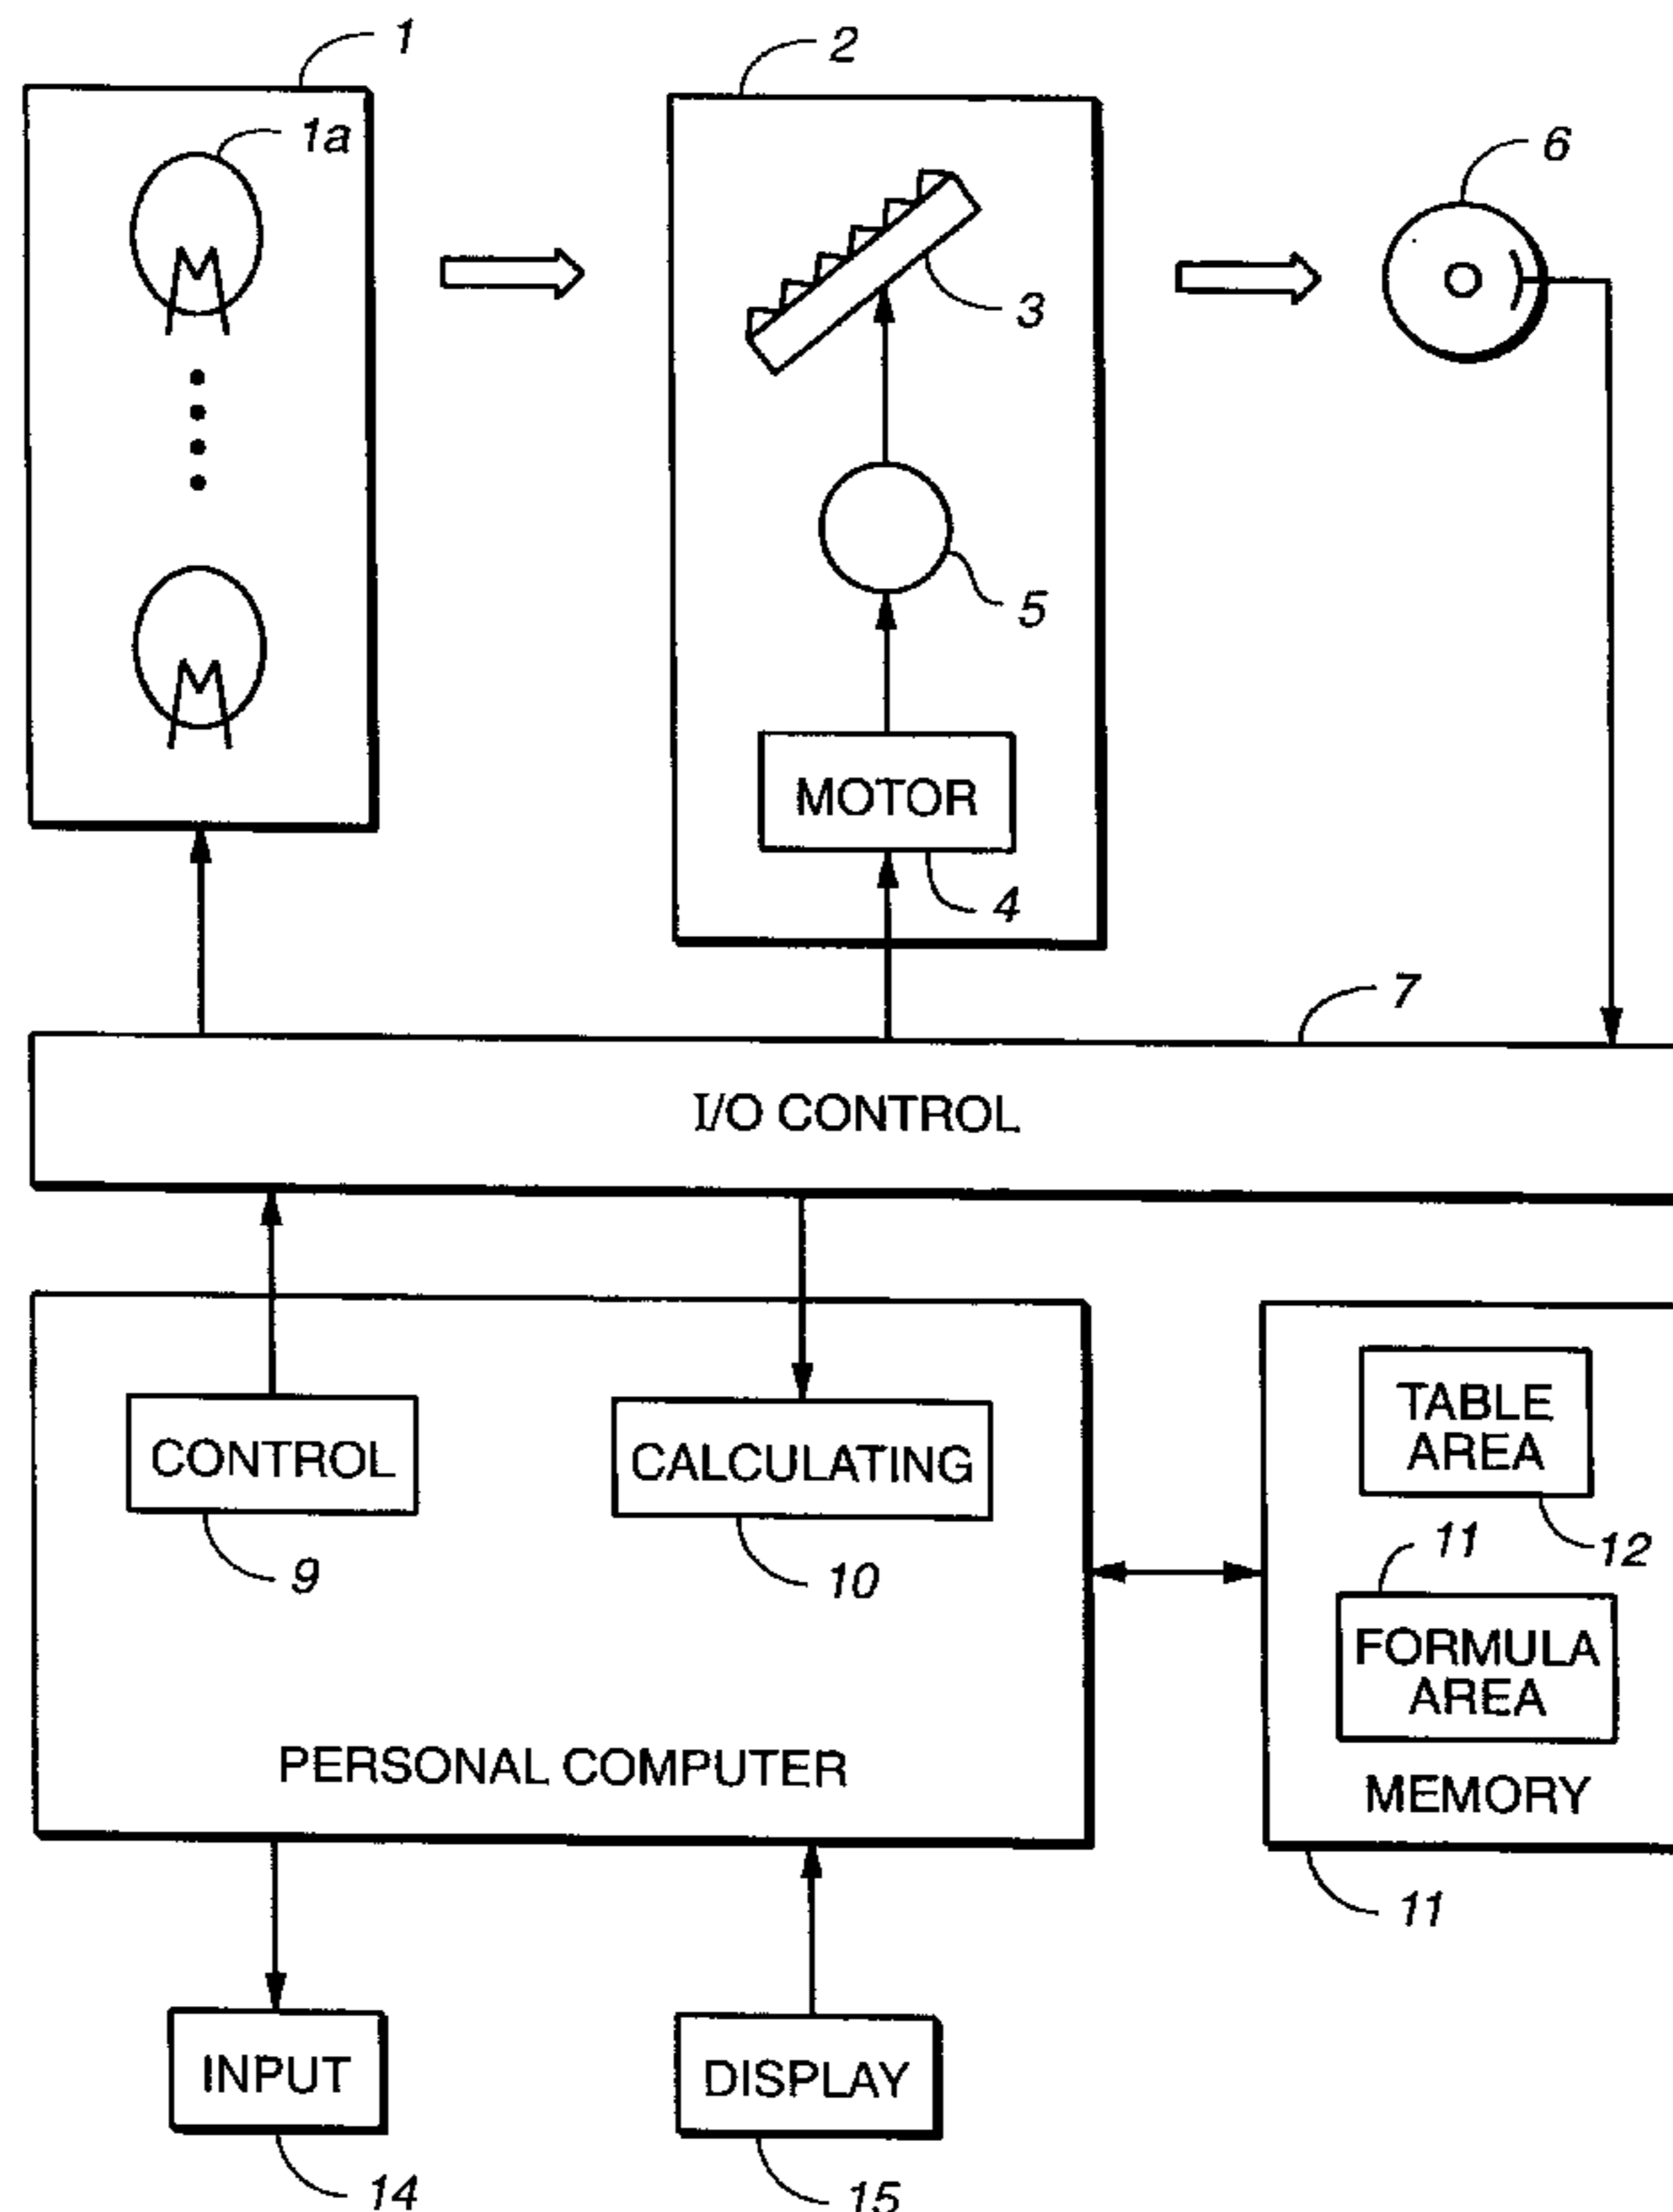 1
1a
2
3
6
5
MOTOR
4
7
I/O CONTROL
CONTROL
9
CALCULATING
10
TABLE
AREA
12
11
FORMULA
AREA
MEMORY
11
PERSONAL COMPUTER
INPUT
14
DISPLAY
15